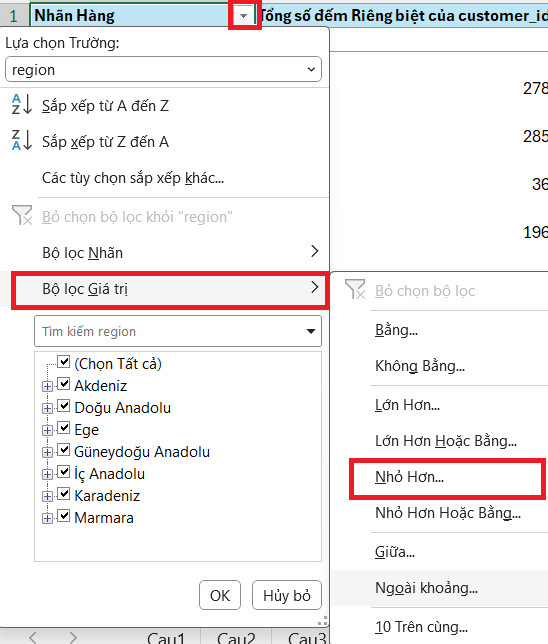 1 Nhãn Hàng Tổng số đếm Riêng biệt của customer_id
Lựa chọn Trường:
region
278
Sắp xếp từ A đến Z
Sắp xếp từ Z đến A
285
Các tùy chọn sắp xếp khác...
36
Bỏ chọn bộ lọc khỏi "region"
196
Bộ lọc Nhãn
Bộ lọc Giá trị
Tìm kiếm region
(Chọn Tất cả)
Akdeniz
Doğu Anadolu
Ege
Güneydoğu Anadolu
İç Anadolu
Karadeniz
Marmara
OK
Hủy bỏ
Bỏ chọn bộ lọc
Bằng...
Không Bằng...
Lớn Hơn...
Lớn Hơn Hoặc Bằng...
Nhỏ Hơn...
Nhỏ Hơn Hoặc Bằng...
Giữa...
Ngoài khoảng...
10 Trên cùng...
Cau1 Cau2 Cau3